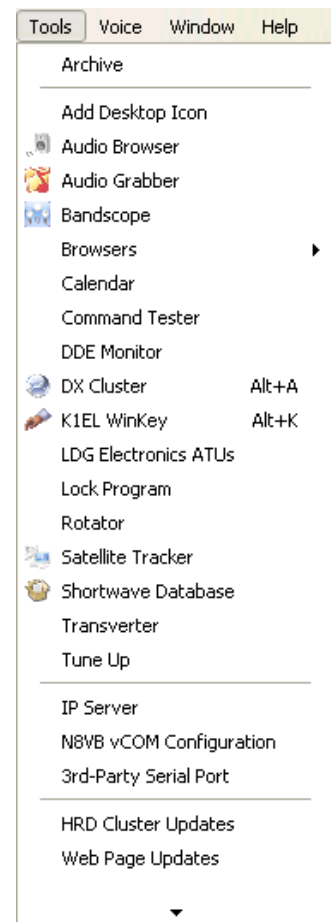 Tools Voice Window Help
Archive
Add Desktop Icon
Audio Browser
Audio Grabber
Bandscope
Browsers
Calendar
Command Tester
DDE Monitor
DX Cluster Alt+A
K1EL WinKey Alt+K
LDG Electronics ATUs
Lock Program
Rotator
Satellite Tracker
Shortwave Database
Transverter
Tune Up
IP Server
N8VB vCOM Configuration
3rd-Party Serial Port
HRD Cluster Updates
Web Page Updates